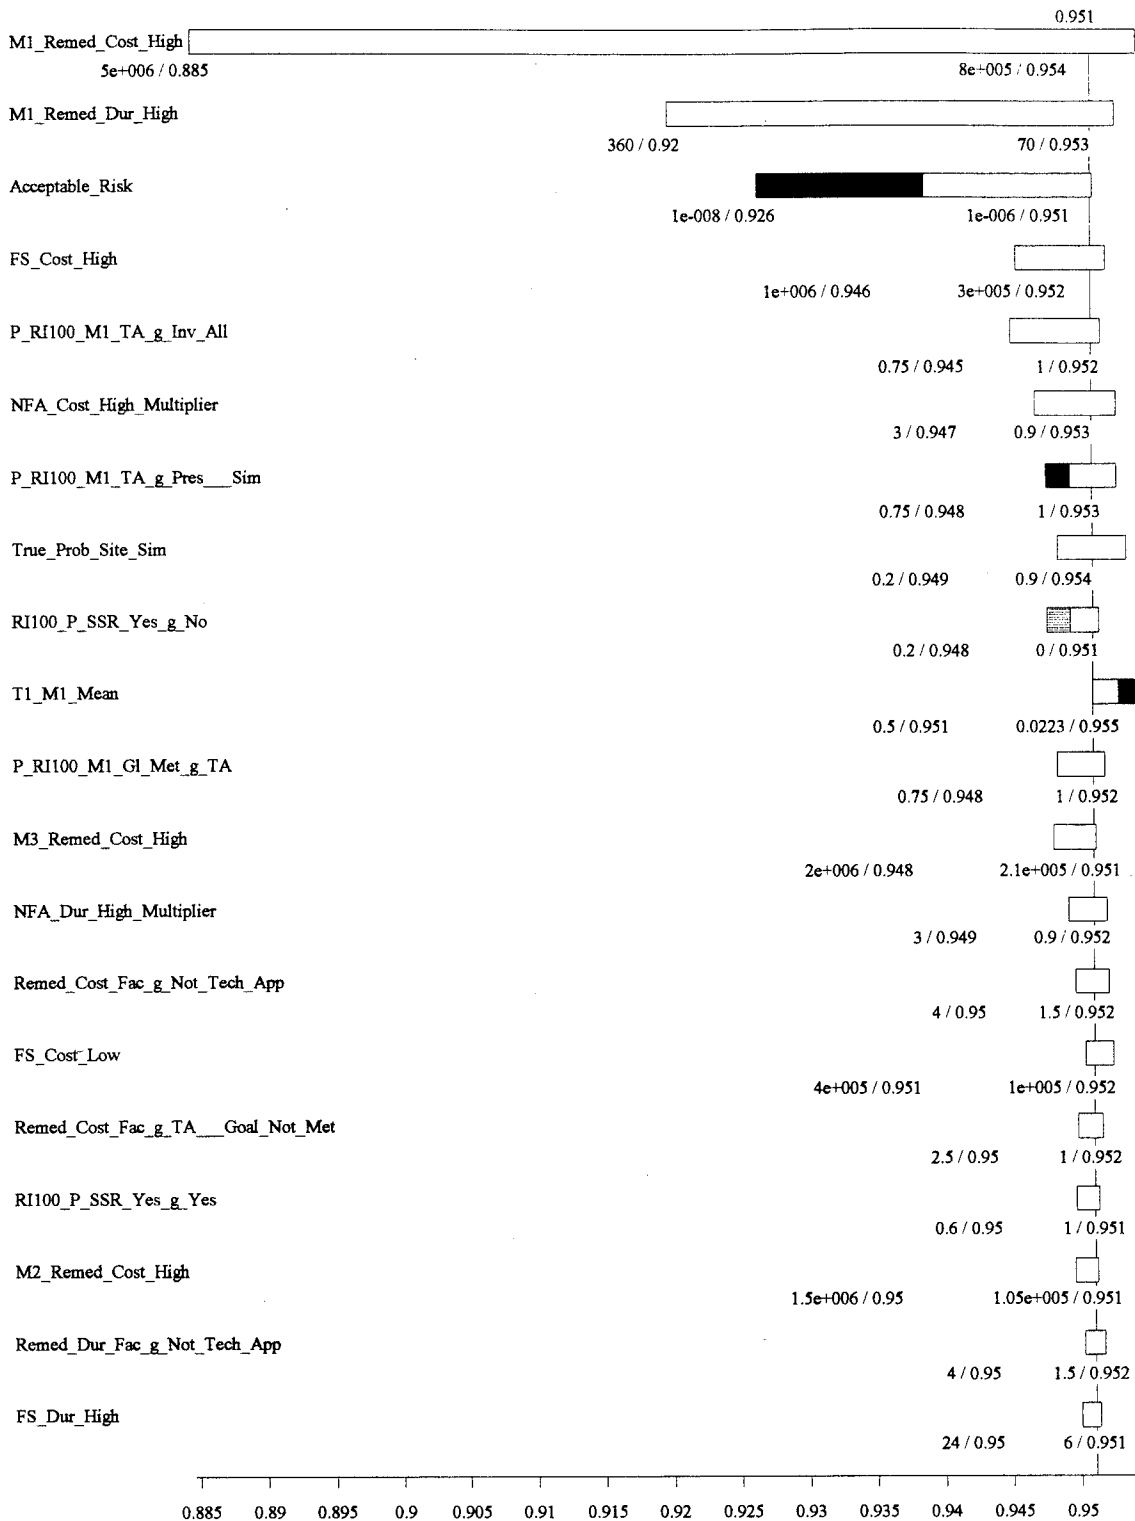 0.951
M1_Remed_Cost_High
5e+006 / 0.885 8e+005 / 0.954
M1_Remed_Dur_High
360 / 0.92 70 / 0.953
Acceptable_Risk
1e-008 / 0.926 1e-006 / 0.951
FS_Cost_High
1e+006 / 0.946 3e+005 / 0.952
P_RI100_M1_TA_g_Inv_All
0.75 / 0.945 1 / 0.952
NFA_Cost_High_Multiplier
3 / 0.947 0.9 / 0.953
P_RI100_M1_TA_g_Pres___Sim
0.75 / 0.948 1 / 0.953
True_Prob_Site_Sim
0.2 / 0.949 0.9 / 0.954
RI100_P_SSR_Yes_g_No
0.2 / 0.948 0 / 0.951
T1_M1_Mean
0.5 / 0.951 0.0223 / 0.955
P_RI100_M1_Gl_Met_g_TA
0.75 / 0.948 1 / 0.952
M3_Remed_Cost_High
2e+006 / 0.948 2.1e+005 / 0.951
NFA_Dur_High_Multiplier
3 / 0.949 0.9 / 0.952
Remed_Cost_Fac_g_Not_Tech_App
4 / 0.95 1.5 / 0.952
FS_Cost_Low
4e+005 / 0.951 1e+005 / 0.952
Remed_Cost_Fac_g_TA___Goal_Not_Met
2.5 / 0.95 1 / 0.952
RI100_P_SSR_Yes_g_Yes
0.6 / 0.95 1 / 0.951
M2_Remed_Cost_High
1.5e+006 / 0.95 1.05e+005 / 0.951
Remed_Dur_Fac_g_Not_Tech_App
4 / 0.95 1.5 / 0.952
FS_Dur_High
24 / 0.95 6 / 0.951
0.885 0.89 0.895 0.9 0.905 0.91 0.915 0.92 0.925 0.93 0.935 0.94 0.945 0.95